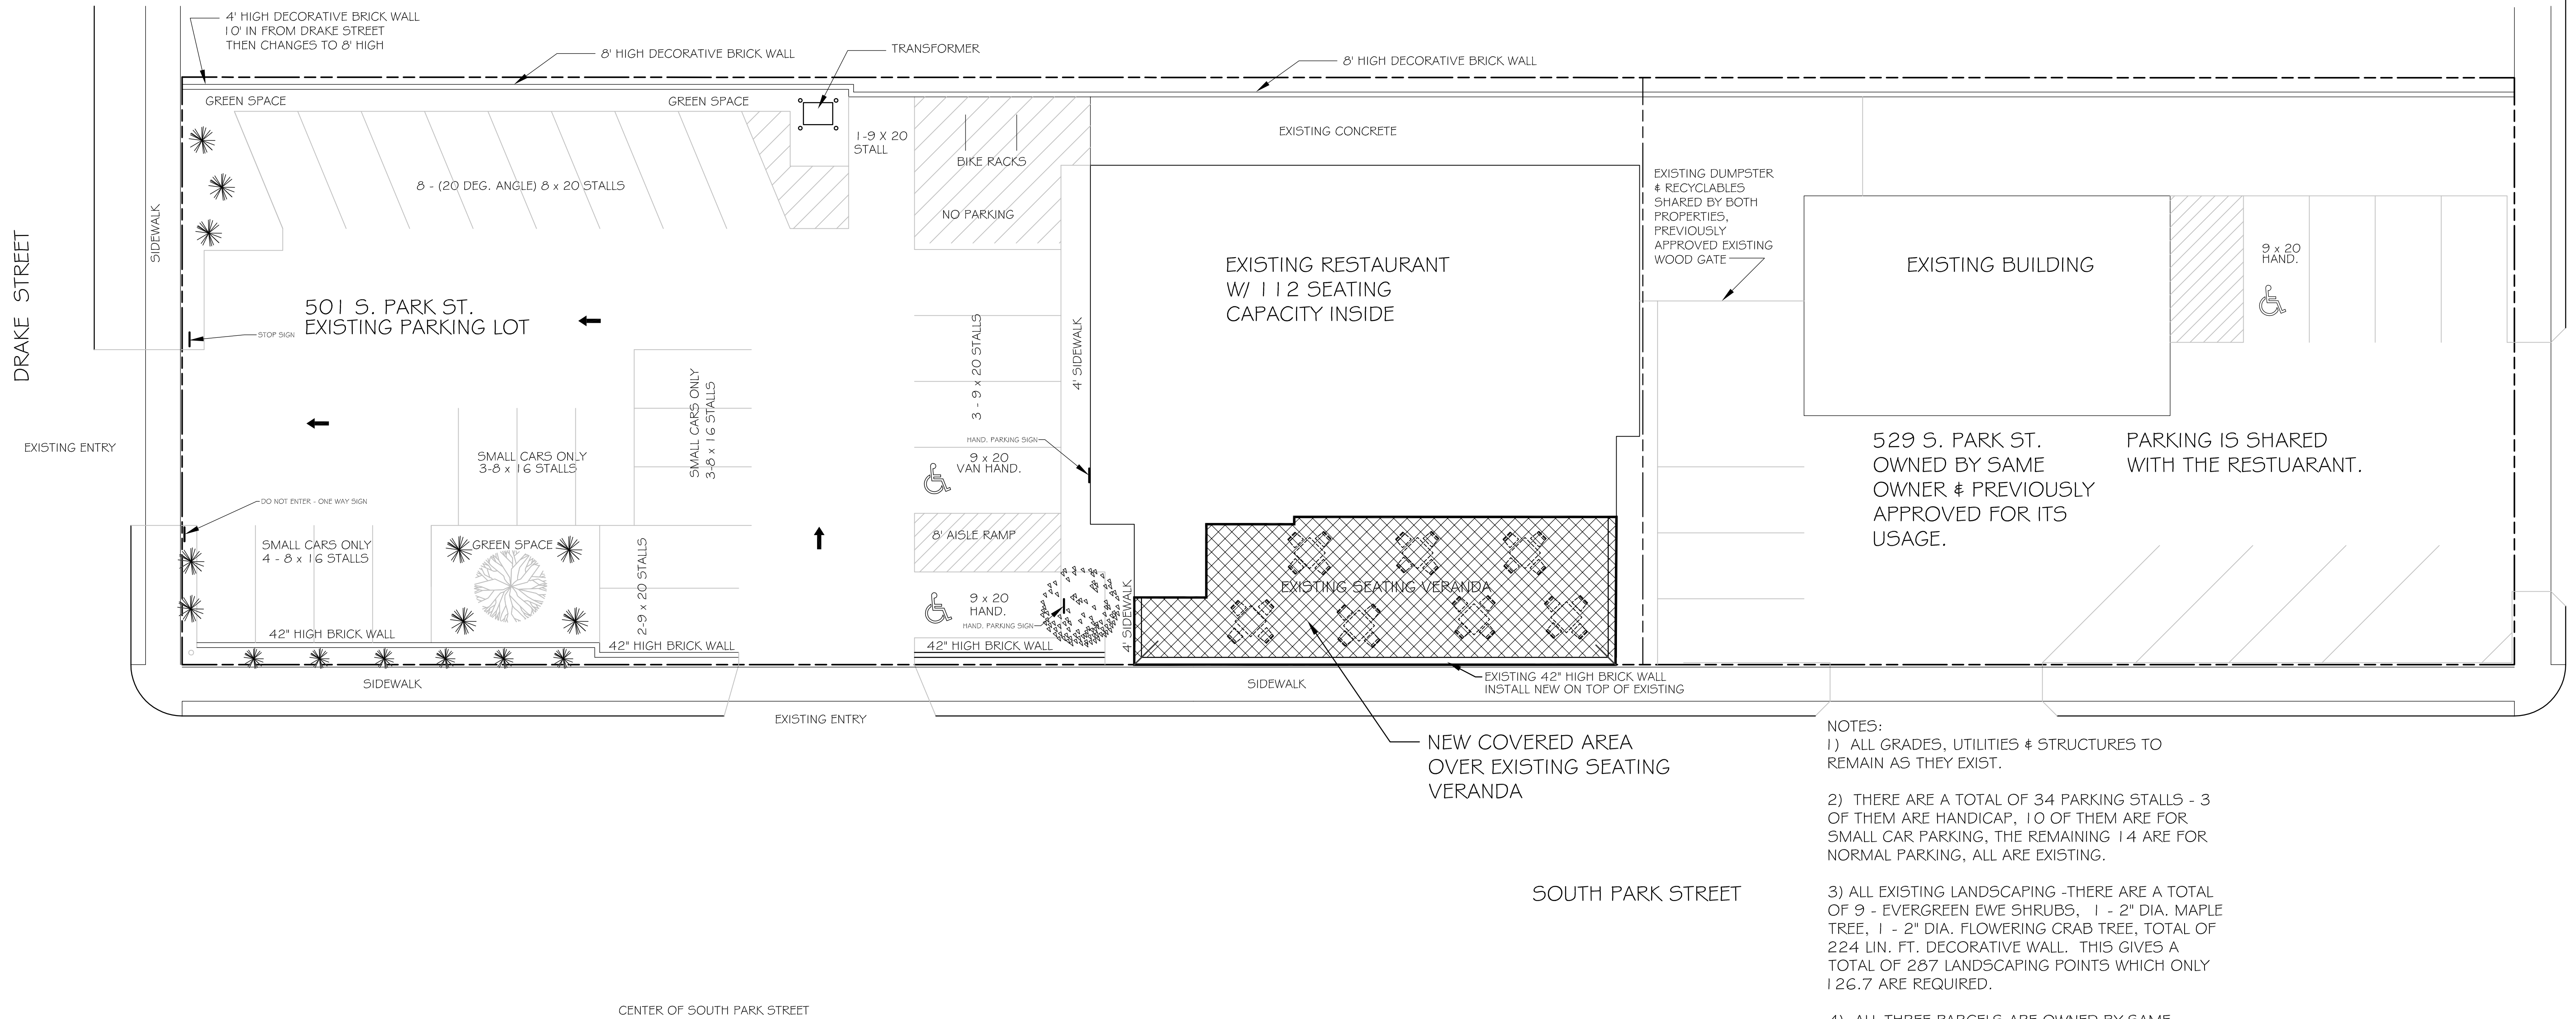 4' HIGH DECORATIVE BRICK WALL
10' IN FROM DRAKE STREET
THEN CHANGES TO 8' HIGH
8' HIGH DECORATIVE BRICK WALL
TRANSFORMER
8' HIGH DECORATIVE BRICK WALL
GREEN SPACE
GREEN SPACE
1-9 X 20
STALL
BIKE RACKS
NO PARKING
EXISTING CONCRETE
8 - (20 DEG. ANGLE) 8 x 20 STALLS
SIDEWALK
DRAKE STREET
EXISTING DUMPSTER
& RECYCLABLES
SHARED BY BOTH
PROPERTIES,
PREVIOUSLY
APPROVED EXISTING
WOOD GATE
EXISTING RESTAURANT
W/ 112 SEATING
CAPACITY INSIDE
EXISTING BUILDING
9 x 20
HAND.
501 S. PARK ST.
EXISTING PARKING LOT
STOP SIGN
3 - 9 x 20 STALLS
4' SIDEWALK
SMALL CARS ONLY
3-8 x 16 STALLS
EXISTING ENTRY
SMALL CARS ONLY
3-8 x 16 STALLS
HAND. PARKING SIGN
9 x 20
VAN HAND.
529 S. PARK ST.
OWNED BY SAME
OWNER & PREVIOUSLY
APPROVED FOR ITS
USAGE.
PARKING IS SHARED
WITH THE RESTUARANT.
DO NOT ENTER - ONE WAY SIGN
SMALL CARS ONLY
4 - 8 x 16 STALLS
GREEN SPACE
2-9 x 20 STALLS
8' AISLE RAMP
9 x 20
HAND.
HAND. PARKING SIGN
4' SIDEWALK
EXISTING SEATING VERANDA
42" HIGH BRICK WALL
42" HIGH BRICK WALL
42" HIGH BRICK WALL
SIDEWALK
SIDEWALK
EXISTING 42" HIGH BRICK WALL
INSTALL NEW ON TOP OF EXISTING
EXISTING ENTRY
NEW COVERED AREA
OVER EXISTING SEATING
VERANDA
NOTES:
1) ALL GRADES, UTILITIES & STRUCTURES TO
REMAIN AS THEY EXIST.
2) THERE ARE A TOTAL OF 34 PARKING STALLS - 3
OF THEM ARE HANDICAP, 10 OF THEM ARE FOR
SMALL CAR PARKING, THE REMAINING 14 ARE FOR
NORMAL PARKING, ALL ARE EXISTING.
3) ALL EXISTING LANDSCAPING -THERE ARE A TOTAL
OF 9 - EVERGREEN EWE SHRUBS, 1 - 2" DIA. MAPLE
TREE, 1 - 2" DIA. FLOWERING CRAB TREE, TOTAL OF
224 LIN. FT. DECORATIVE WALL. THIS GIVES A
TOTAL OF 287 LANDSCAPING POINTS WHICH ONLY
126.7 ARE REQUIRED.
4) ALL THREE PARCELS ARE OWNED BY SAME
SOUTH PARK STREET
CENTER OF SOUTH PARK STREET